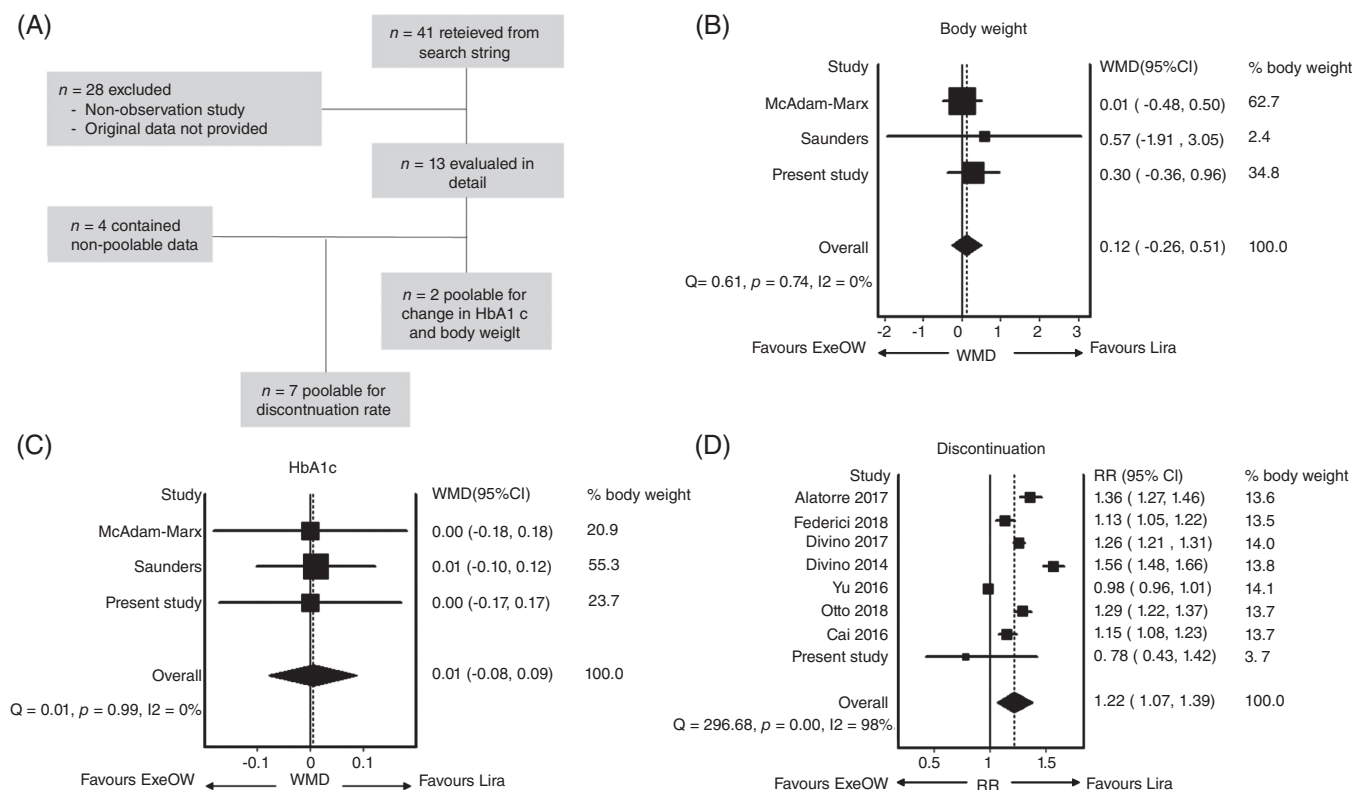 (A)
n = 41 reteieved from
search string
n = 28 excluded
- Non-observation study
- Original data not provided
n = 13 evaluated in
detail
n = 4 contained
non-poolable data
n = 2 poolable for
change in HbA1 c
and body weiglt
n = 7 poolable for
discontnuation rate
(B)
Body weight
Study WMD(95%CI) % body weight
McAdam-Marx 0.01 ( -0.48, 0.50) 62.7
Saunders 0.57 (-1.91 , 3.05) 2.4
Present study 0.30 ( -0.36, 0.96) 34.8
Overall 0.12 ( -0.26, 0.51) 100.0
Q= 0.61, p = 0.74, I2 = 0%
-2 -1 0 1 2 3
Favours ExeOW WMD Favours Lira
(C)
HbA1c
Study WMD(95%CI) % body weight
McAdam-Marx 0.00 (-0.18, 0.18) 20.9
Saunders 0.01 (-0.10, 0.12) 55.3
Present study 0.00 (-0.17, 0.17) 23.7
Overall 0.01 (-0.08, 0.09) 100.0
Q = 0.01, p = 0.99, I2 = 0%
-0.1 0 0.1
Favours ExeOW WMD Favours Lira
(D)
Discontinuation
Study RR (95% CI) % body weight
Alatorre 2017 1.36 ( 1.27, 1.46) 13.6
Federici 2018 1.13 ( 1.05, 1.22) 13.5
Divino 2017 1.26 ( 1.21 , 1.31) 14.0
Divino 2014 1.56 ( 1.48, 1.66) 13.8
Yu 2016 0.98 ( 0.96, 1.01) 14.1
Otto 2018 1.29 ( 1.22, 1.37) 13.7
Cai 2016 1.15 ( 1.08, 1.23) 13.7
Present study 0. 78 ( 0.43, 1.42) 3. 7
Overall 1.22 ( 1.07, 1.39) 100.0
Q = 296.68, p = 0.00, I2 = 98%.
0.5 1 1.5
Favours ExeOW RR Favours Lira